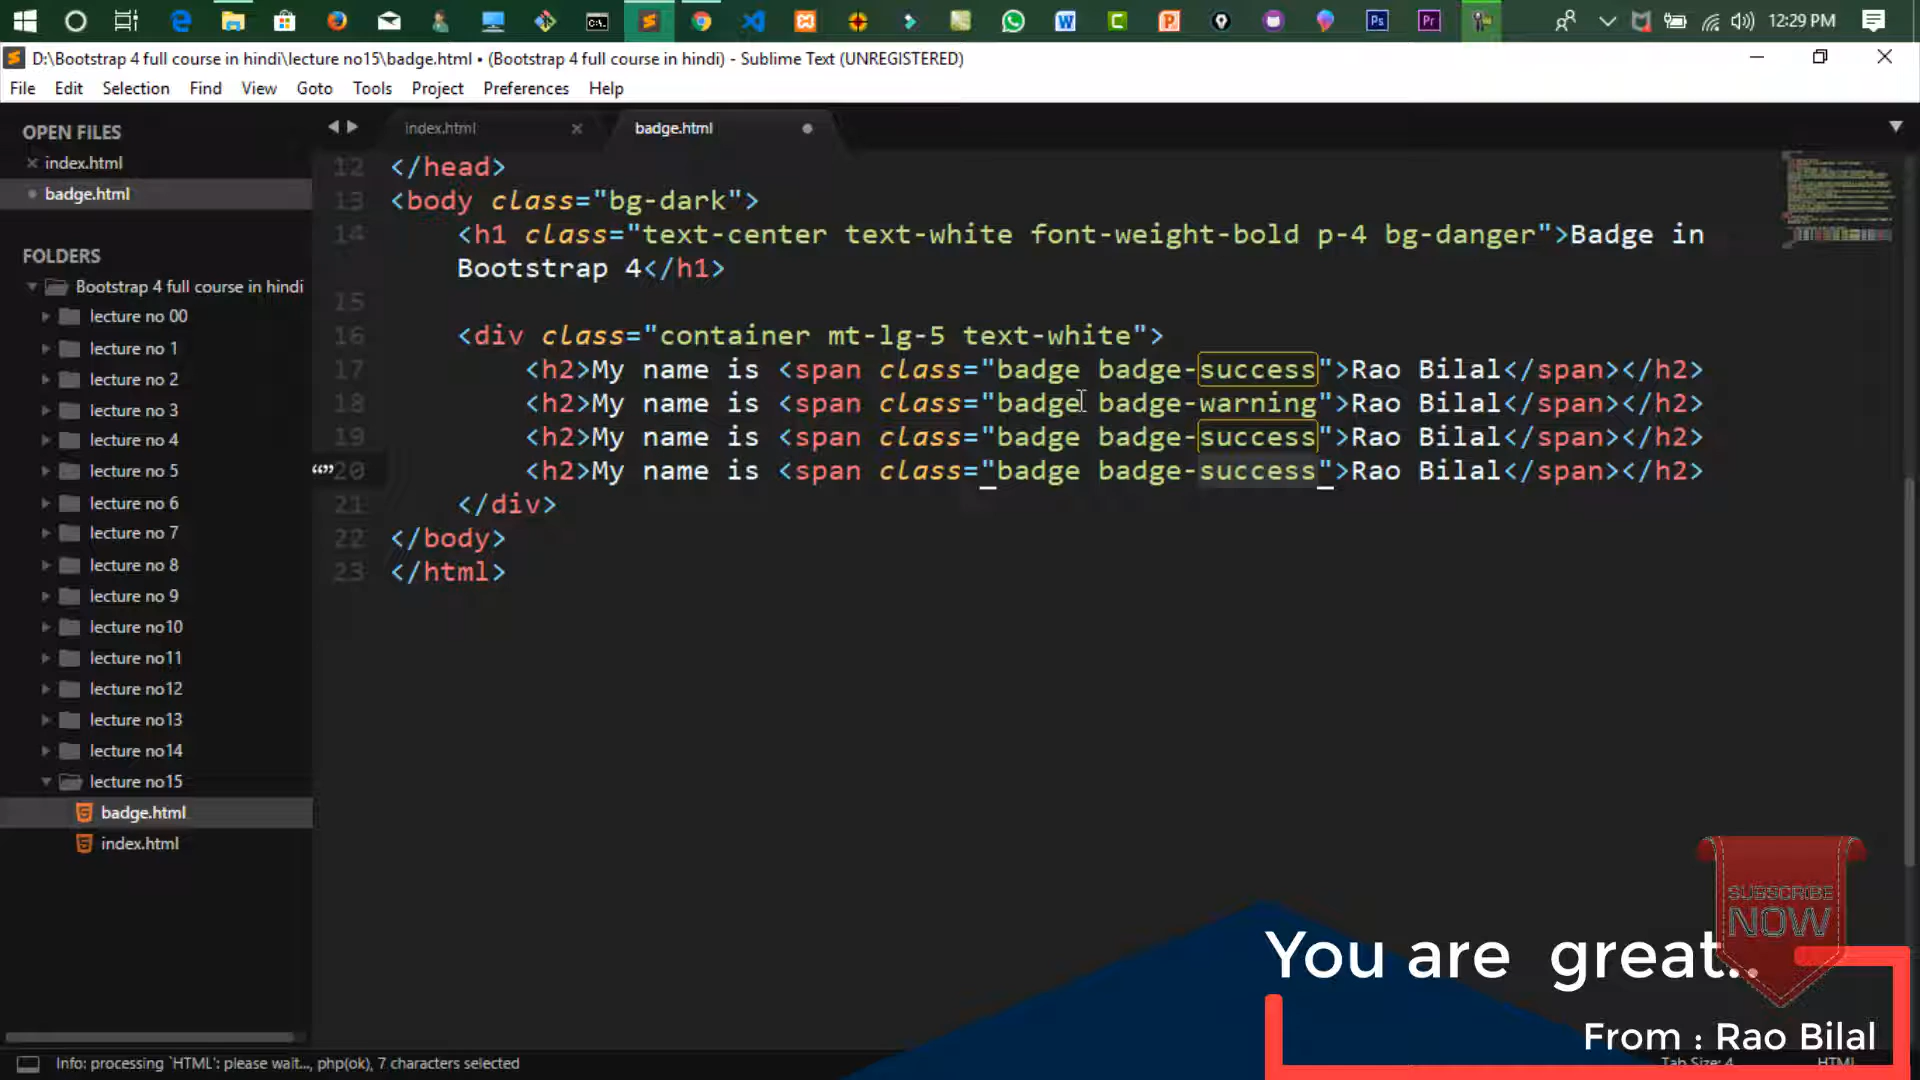 12:29 PM
D:\Bootstrap 4 full course in hindi\lecture no15\badge.html • (Bootstrap 4 full course in hindi) - Sublime Text (UNREGISTERED)
File Edit Selection Find View Goto Tools Project Preferences Help
OPEN FILES
index.html
badge.html
FOLDERS
Bootstrap 4 full course in hindi
lecture no 00
lecture no 1
lecture no 2
lecture no 3
lecture no 4
lecture no 5
lecture no 6
lecture no 7
lecture no 8
lecture no 9
lecture no10
lecture no11
lecture no12
lecture no13
lecture no14
lecture no15
badge.html
index.html
index.html badge.html
12 </head>
13 <body class="bg-dark">
14 <h1 class="text-center text-white font-weight-bold p-4 bg-danger">Badge in
Bootstrap 4</h1>
15
16 <div class="container mt-lg-5 text-white">
17 <h2>My name is <span class="badge badge-success">Rao Bilal</span></h2>
18 <h2>My name is <span class="badge badge-warning">Rao Bilal</span></h2>
19 <h2>My name is <span class="badge badge-success">Rao Bilal</span></h2>
20 <h2>My name is <span class="badge badge-success">Rao Bilal</span></h2>
21 </div>
22 </body>
23 </html>
SUBSCRIBE
NOW
You are great..
From : Rao Bilal
Info: processing `HTML': please wait..., php(ok), 7 characters selected
Tab Size: 4 HTML